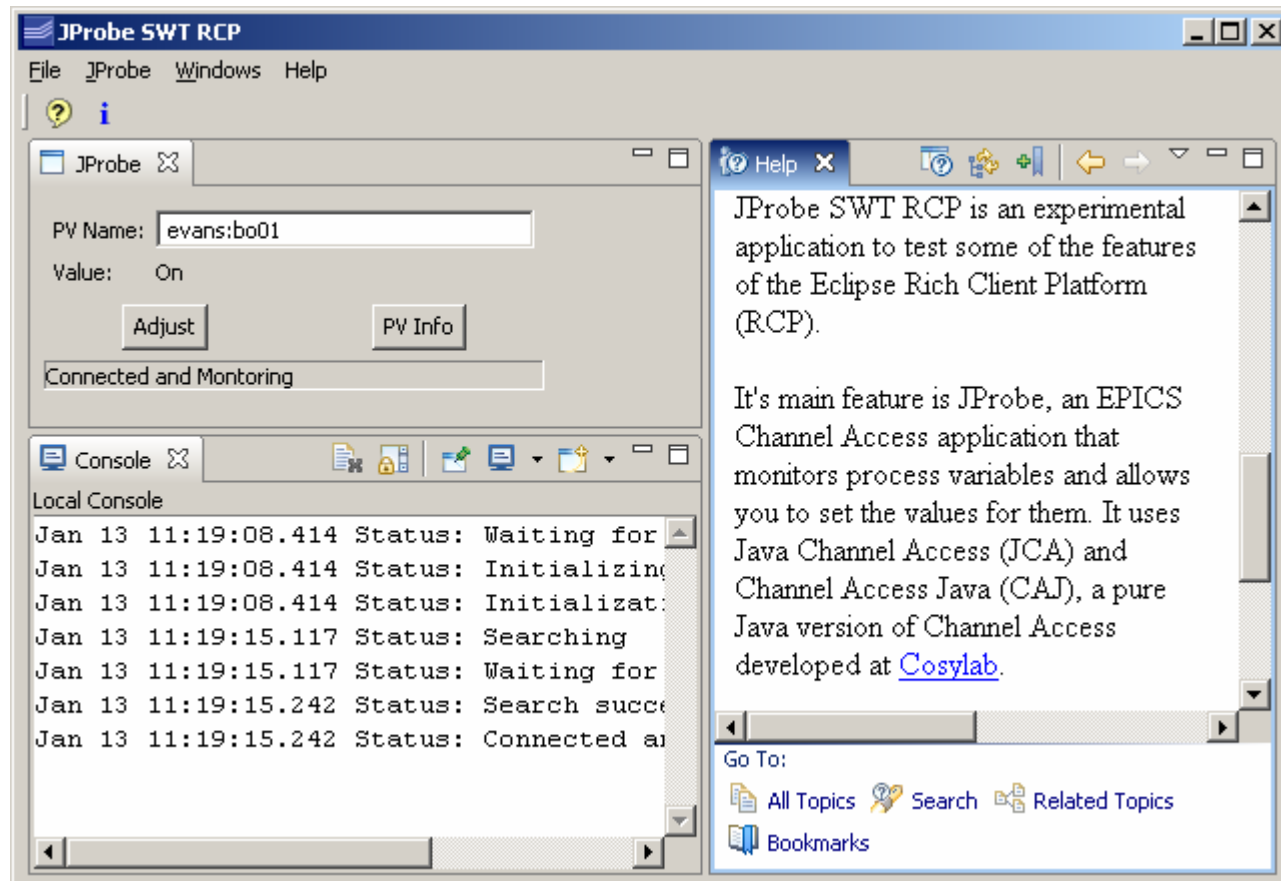 JProbe SWT RCP
File JProbe Windows Help
JProbe
PV Name: evans:bo01
Value: On
Adjust PV Info
Connected and Montoring
Console
Local Console
Jan 13 11:19:08.414 Status: Waiting for
Jan 13 11:19:08.414 Status: Initializing
Jan 13 11:19:08.414 Status: Initializati
Jan 13 11:19:15.117 Status: Searching
Jan 13 11:19:15.117 Status: Waiting for
Jan 13 11:19:15.242 Status: Search succe
Jan 13 11:19:15.242 Status: Connected an
Help
JProbe SWT RCP is an experimental
application to test some of the features
of the Eclipse Rich Client Platform
(RCP).
It's main feature is JProbe, an EPICS
Channel Access application that
monitors process variables and allows
you to set the values for them. It uses
Java Channel Access (JCA) and
Channel Access Java (CAJ), a pure
Java version of Channel Access
developed at Cosylab.
Go To:
All Topics Search Related Topics
Bookmarks